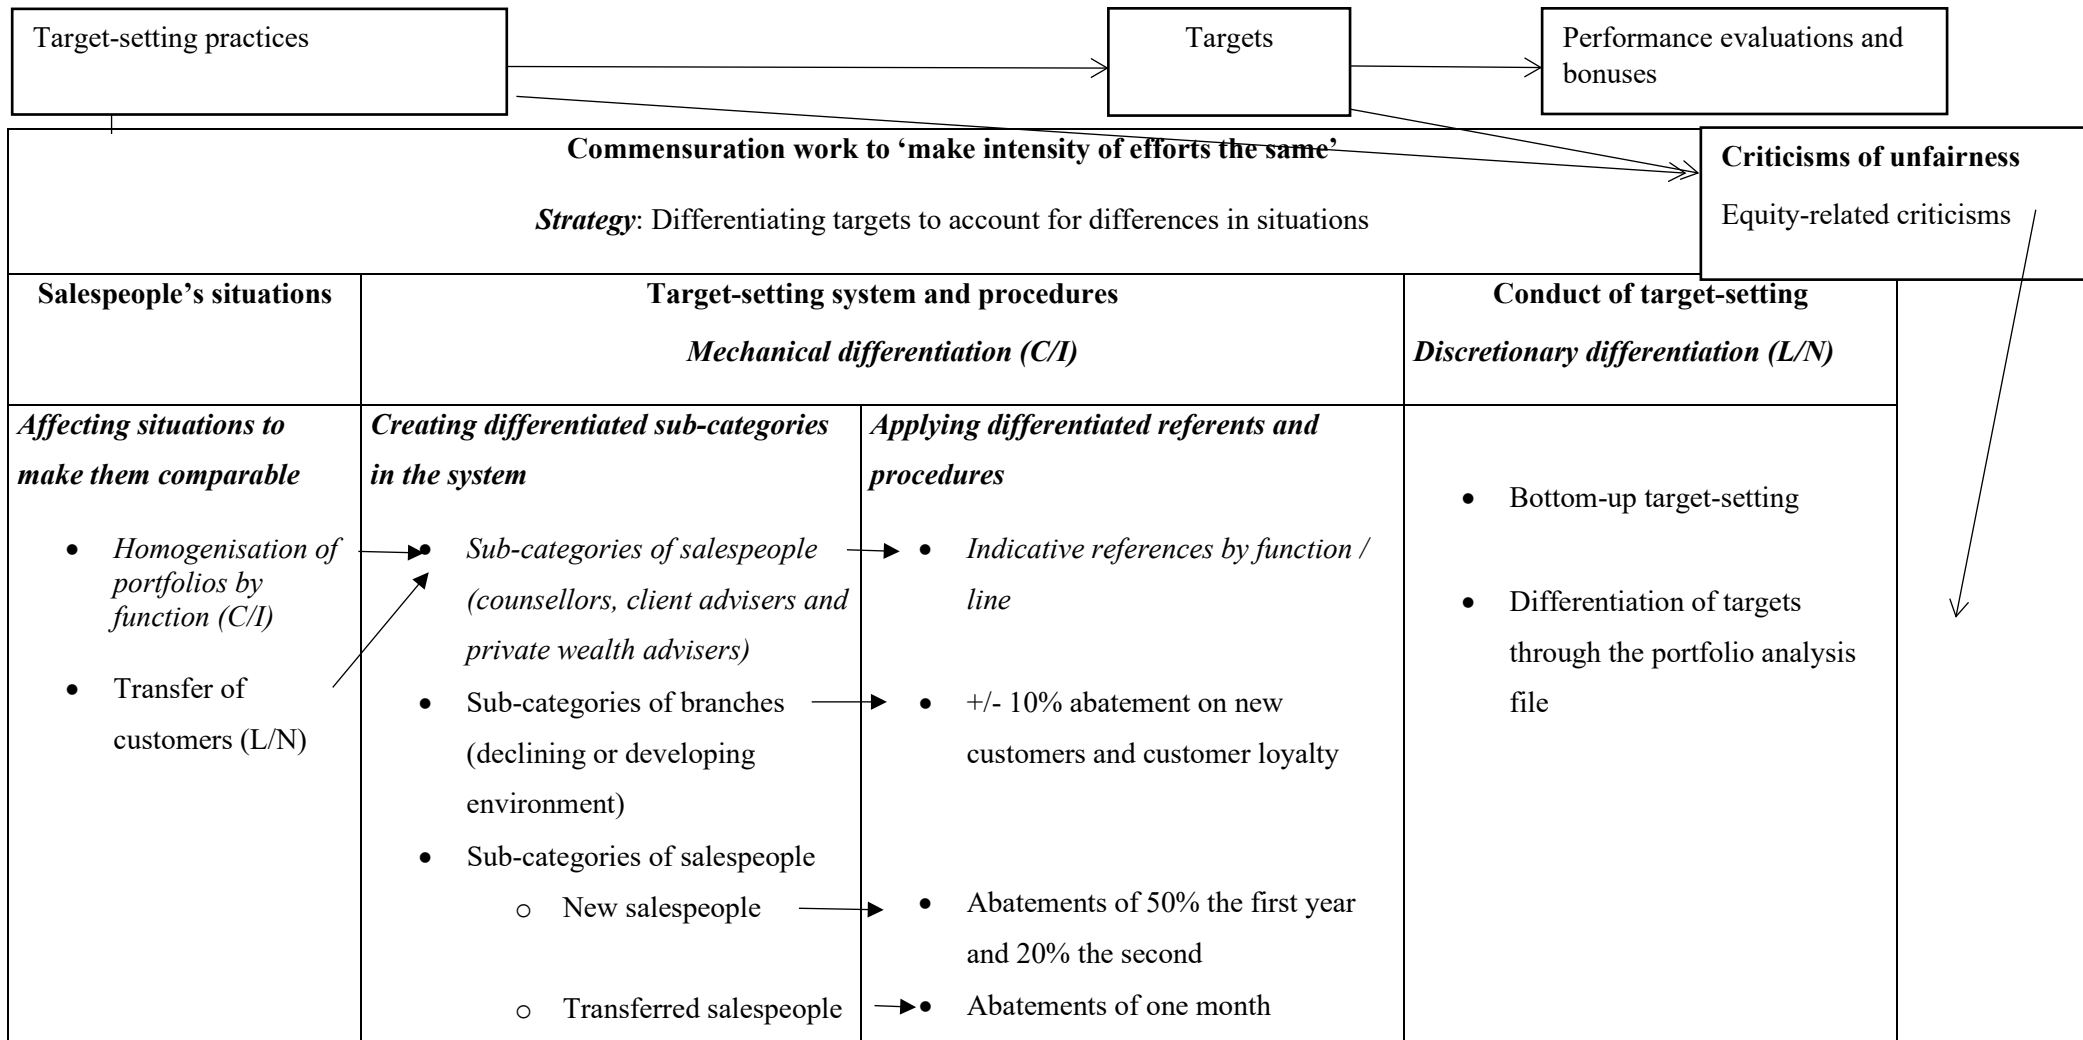 Target-setting practices
Targets
Performance evaluations and
bonuses
Commensuration work to ‘make intensity of efforts the same’
Strategy: Differentiating targets to account for differences in situations
Criticisms of unfairness
Equity-related criticisms
Salespeople’s situations
Target-setting system and procedures
Mechanical differentiation (C/I)
Conduct of target-setting
Discretionary differentiation (L/N)
Affecting situations to
make them comparable
• Homogenisation of
portfolios by
function (C/I)
• Transfer of
customers (L/N)
Creating differentiated sub-categories
in the system
• Sub-categories of salespeople
(counsellors, client advisers and
private wealth advisers)
• Sub-categories of branches
(declining or developing
environment)
• Sub-categories of salespeople
o New salespeople
o Transferred salespeople
Applying differentiated referents and
procedures
• Indicative references by function /
line
• +/- 10% abatement on new
customers and customer loyalty
• Abatements of 50% the first year
and 20% the second
• Abatements of one month
• Bottom-up target-setting
• Differentiation of targets
through the portfolio analysis
file